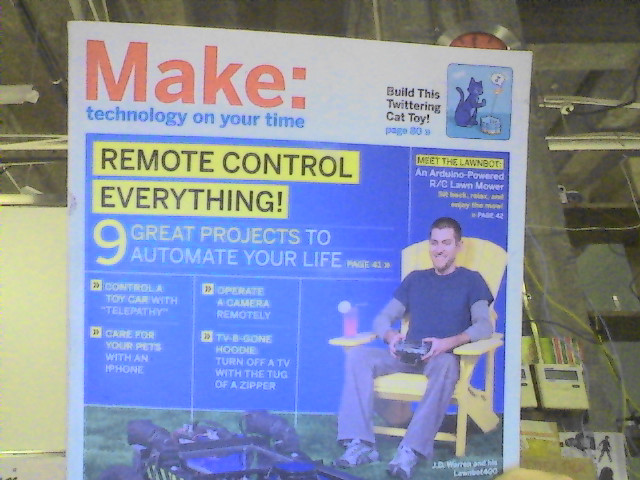 Make:
technology on your time
Build This
Twittering
Cat Toy!
page 80 »
REMOTE CONTROL
EVERYTHING!
9 GREAT PROJECTS TO
AUTOMATE YOUR LIFE PAGE 41 »
MEET THE LAWNBOT:
An Arduino-Powered
R/C Lawn Mower
Sit back, relax, and
enjoy the mow!
» PAGE 42
» CONTROL A
TOY CAR WITH
"TELEPATHY"
» OPERATE
A CAMERA
REMOTELY
» CARE FOR
YOUR PETS
WITH AN
IPHONE
» TV-B-GONE
HOODIE:
TURN OFF A TV
WITH THE TUG
OF A ZIPPER
J.D. Warren and his
Lawnbot400